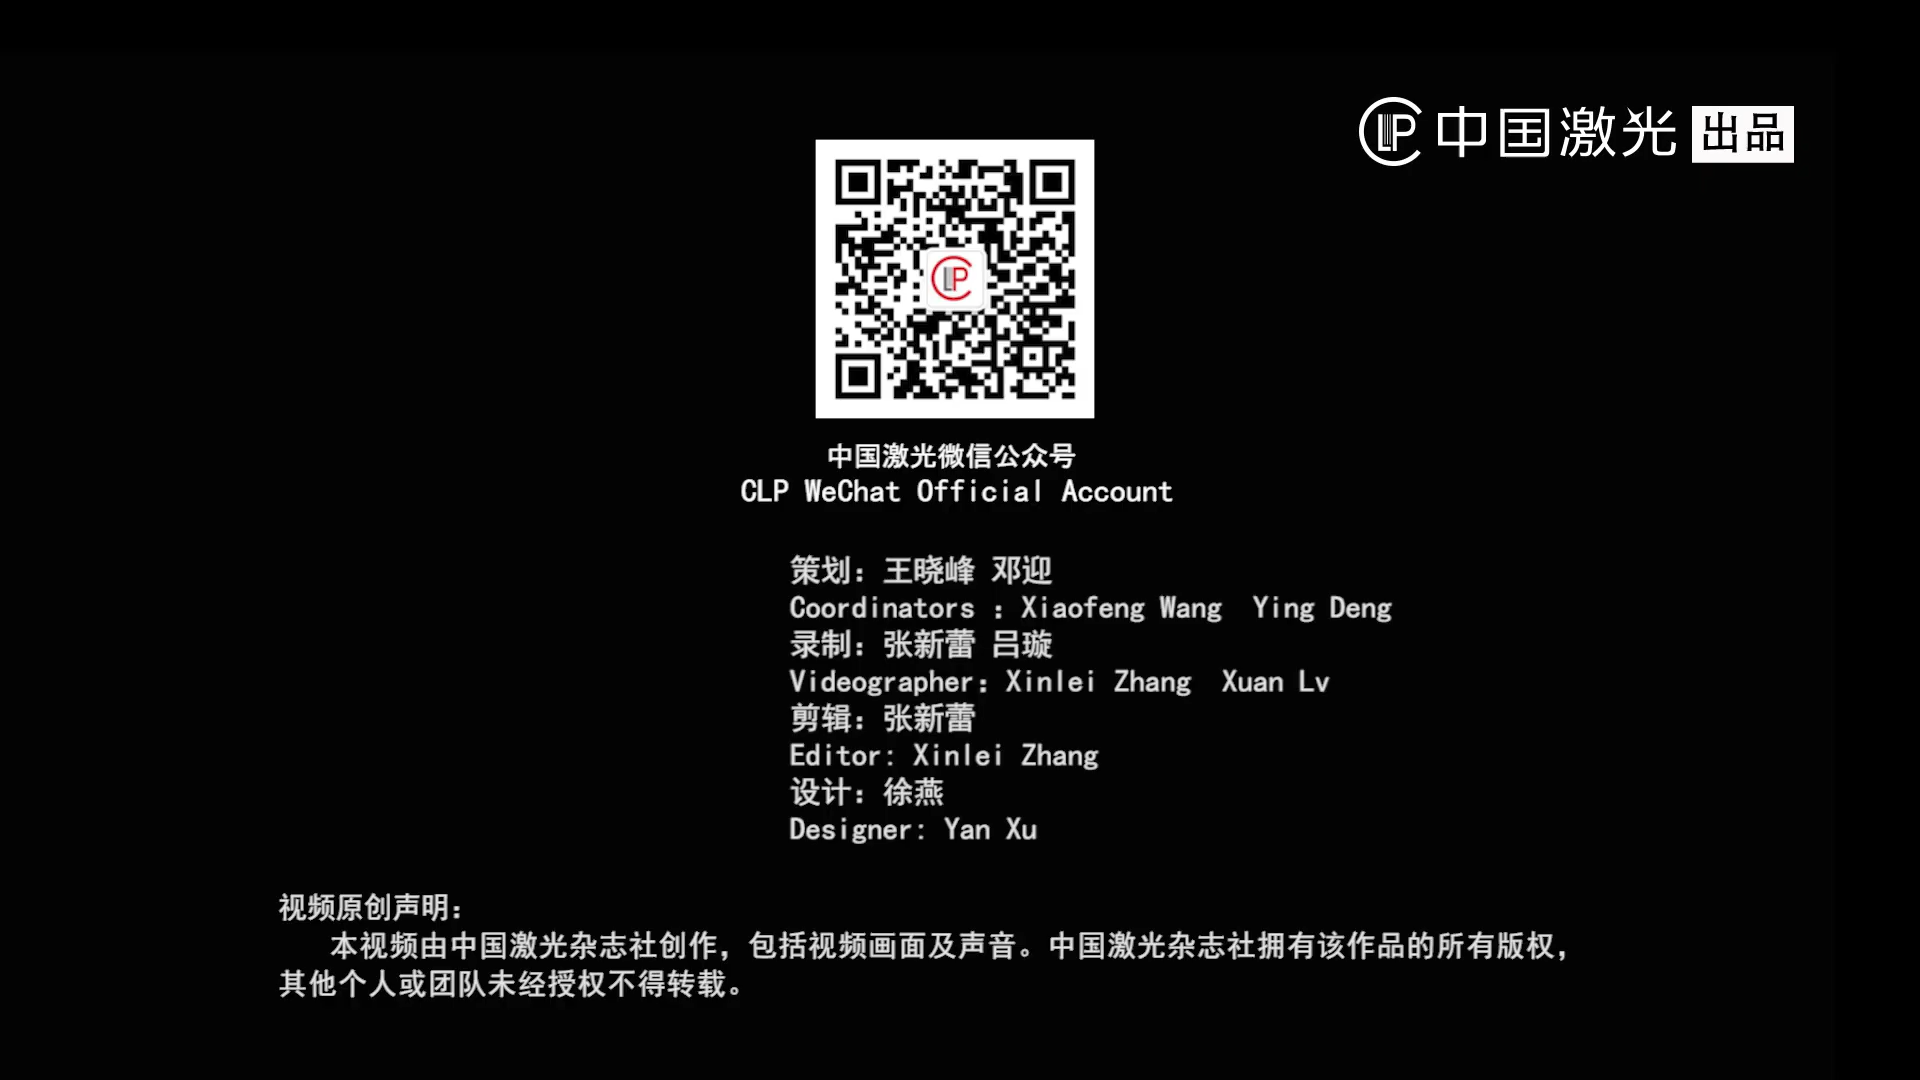 CLP 中国激光 出品
CLP
中国激光微信公众号
CLP WeChat Official Account
策划：王晓峰 邓迎
Coordinators ：Xiaofeng Wang  Ying Deng
录制：张新蕾 吕璇
Videographer：Xinlei Zhang  Xuan Lv
剪辑：张新蕾
Editor: Xinlei Zhang
设计：徐燕
Designer: Yan Xu
视频原创声明：
本视频由中国激光杂志社创作，包括视频画面及声音。中国激光杂志社拥有该作品的所有版权，
其他个人或团队未经授权不得转载。